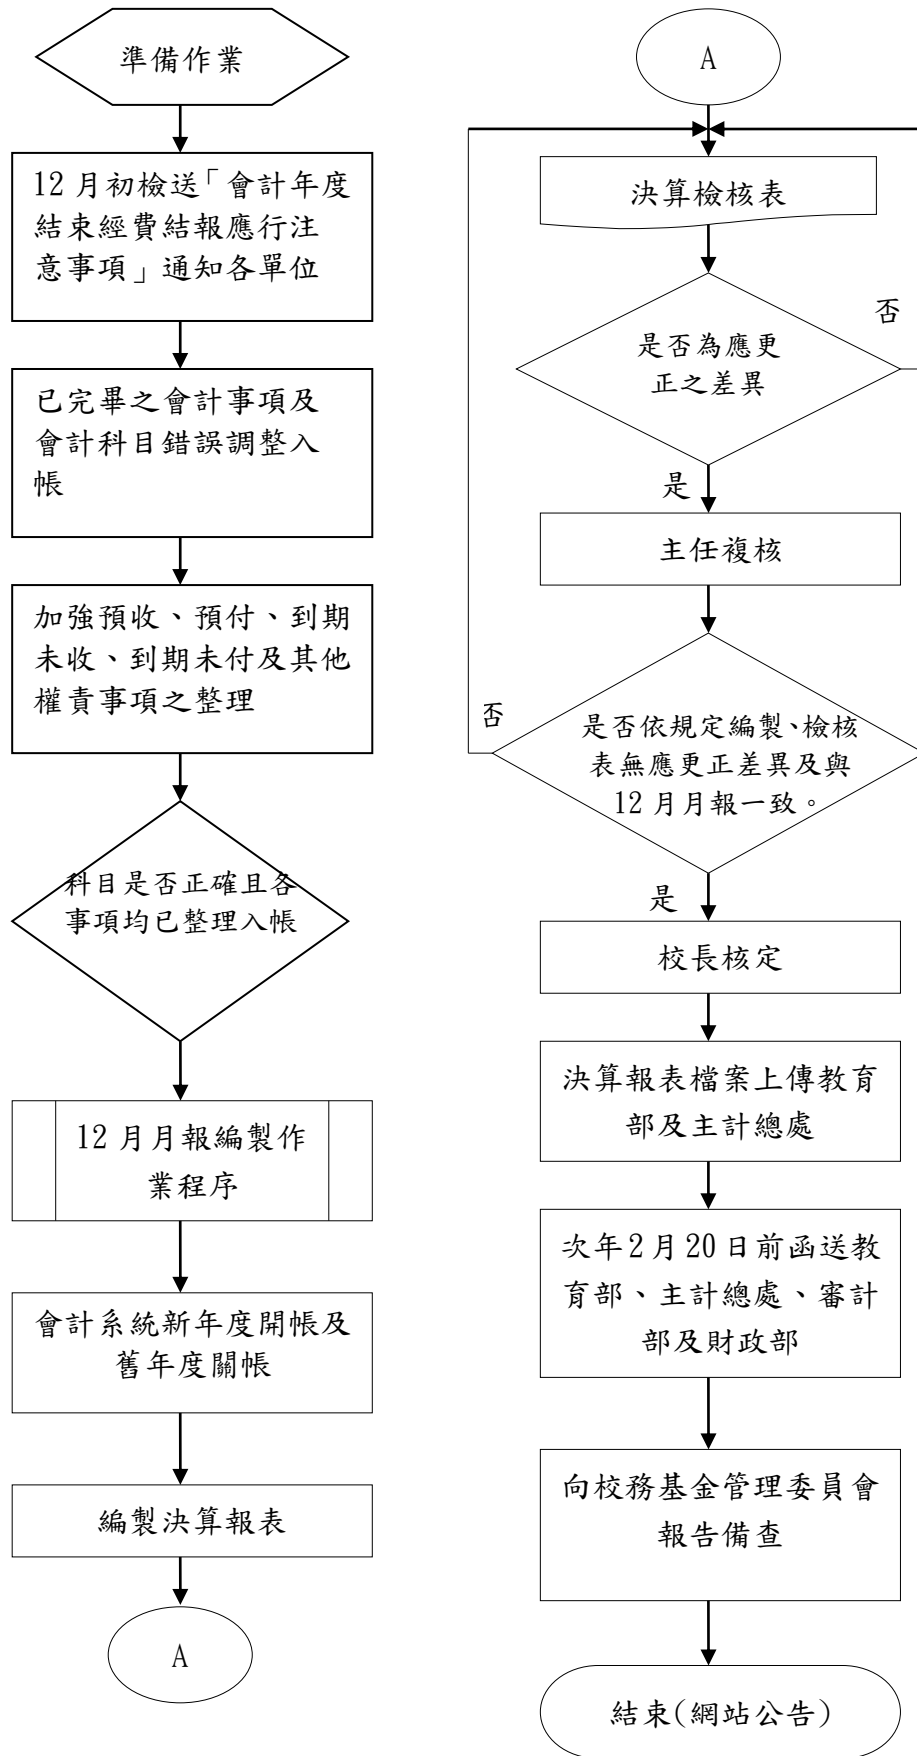 準備作業
12月初檢送「會計年度
結束經費結報應行注
意事項」通知各單位
已完畢之會計事項及
會計科目錯誤調整入
帳
加強預收、預付、到期
未收、到期未付及其他
權責事項之整理
科目是否正確且各
事項均已整理入帳
12月月報編製作
業程序
會計系統新年度開帳及
舊年度關帳
編製決算報表
A
A
決算檢核表
是否為應更
正之差異
否
是
主任複核
是否依規定編製、檢核
表無應更正差異及與
12月月報一致。
否
是
校長核定
決算報表檔案上傳教育
部及主計總處
次年2月20日前函送教
育部、主計總處、審計
部及財政部
向校務基金管理委員會
報告備查
結束(網站公告)